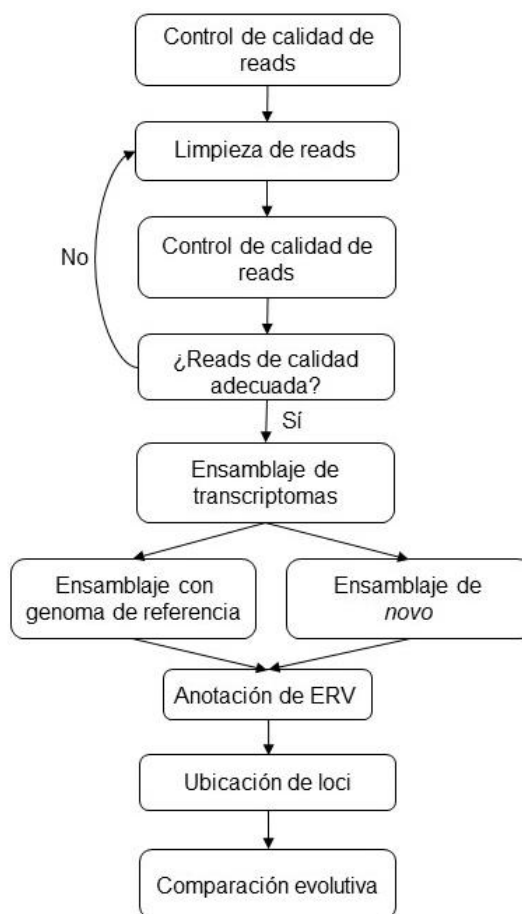 Control de calidad de
reads
Limpieza de reads
No
Control de calidad de
reads
¿Reads de calidad
adecuada?
Sí
Ensamblaje de
transcriptomas
Ensamblaje con
genoma de referencia
Ensamblaje de
novo
Anotación de ERV
Ubicación de loci
Comparación evolutiva